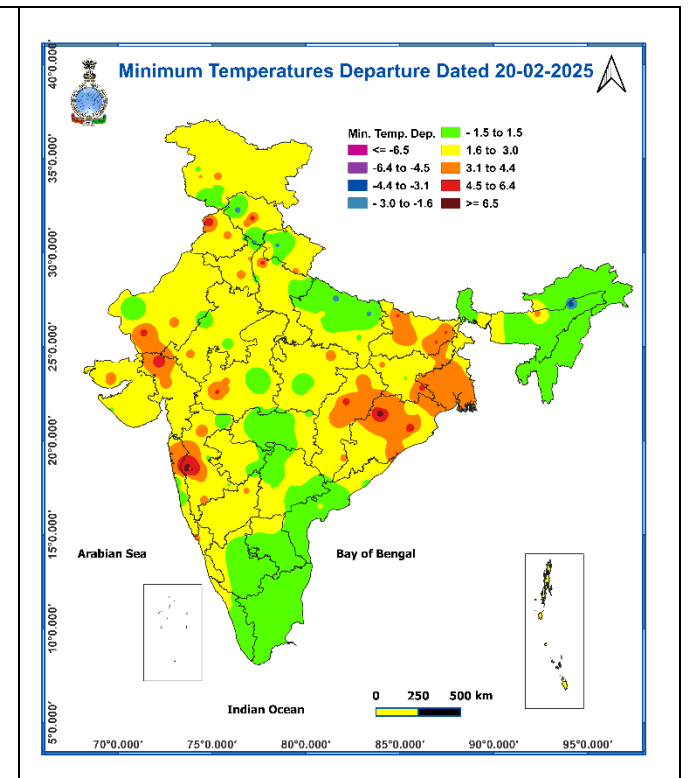 Minimum Temperatures Departure Dated 20-02-2025
Min. Temp. Dep.
<= -6.5
-6.4 to -4.5
-4.4 to -3.1
- 3.0 to -1.6
- 1.5 to 1.5
1.6 to 3.0
3.1 to 4.4
4.5 to 6.4
>= 6.5
40°0.000'
35°0.000'
30°0.000'
25°0.000'
20°0.000'
15°0.000'
10°0.000'
5°0.000'
Arabian Sea
Bay of Bengal
Indian Ocean
0 250 500 km
70°0.000' 75°0.000' 80°0.000' 85°0.000' 90°0.000' 95°0.000'